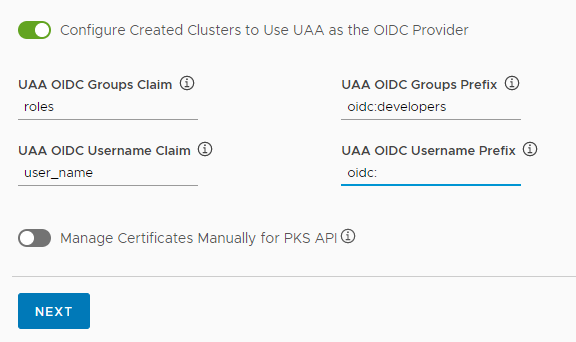 Configure Created Clusters to Use UAA as the OIDC Provider
UAA OIDC Groups Claim
UAA OIDC Groups Prefix
roles
oidc:developers
UAA OIDC Username Claim
UAA OIDC Username Prefix
user_name
oidc:
Manage Certificates Manually for PKS API
NEXT